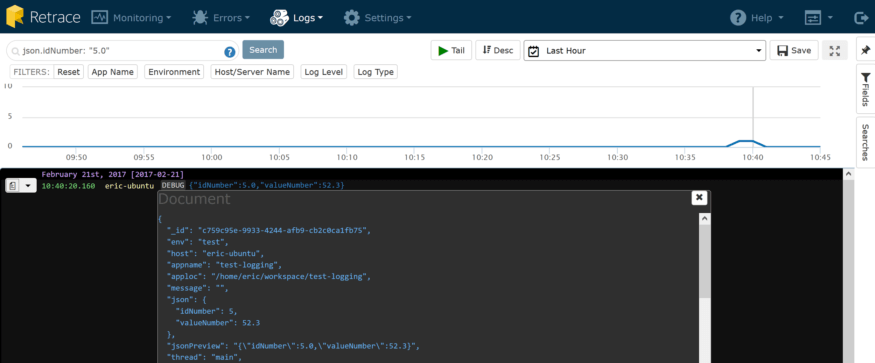 Retrace Monitoring Errors Logs Settings Help
json.idNumber: "5.0" ? Search Tail Desc Last Hour Save
FILTERS: Reset App Name Environment Host/Server Name Log Level Log Type
10
5
0
09:50 09:55 10:00 10:05 10:10 10:15 10:20 10:25 10:30 10:35 10:40 10:45
Fields
Searches
February 21st, 2017 [2017-02-21]
10:40:20.160 eric-ubuntu DEBUG {"idNumber":5.0,"valueNumber":52.3}
Document
{
"_id": "c759c95e-9933-4244-afb9-cb2c0ca1fb75",
"env": "test",
"host": "eric-ubuntu",
"appname": "test-logging",
"apploc": "/home/eric/workspace/test-logging",
"message": "",
"json": {
"idNumber": 5,
"valueNumber": 52.3
},
"jsonPreview": "{\"idNumber\":5.0,\"valueNumber\":52.3}",
"thread": "main",